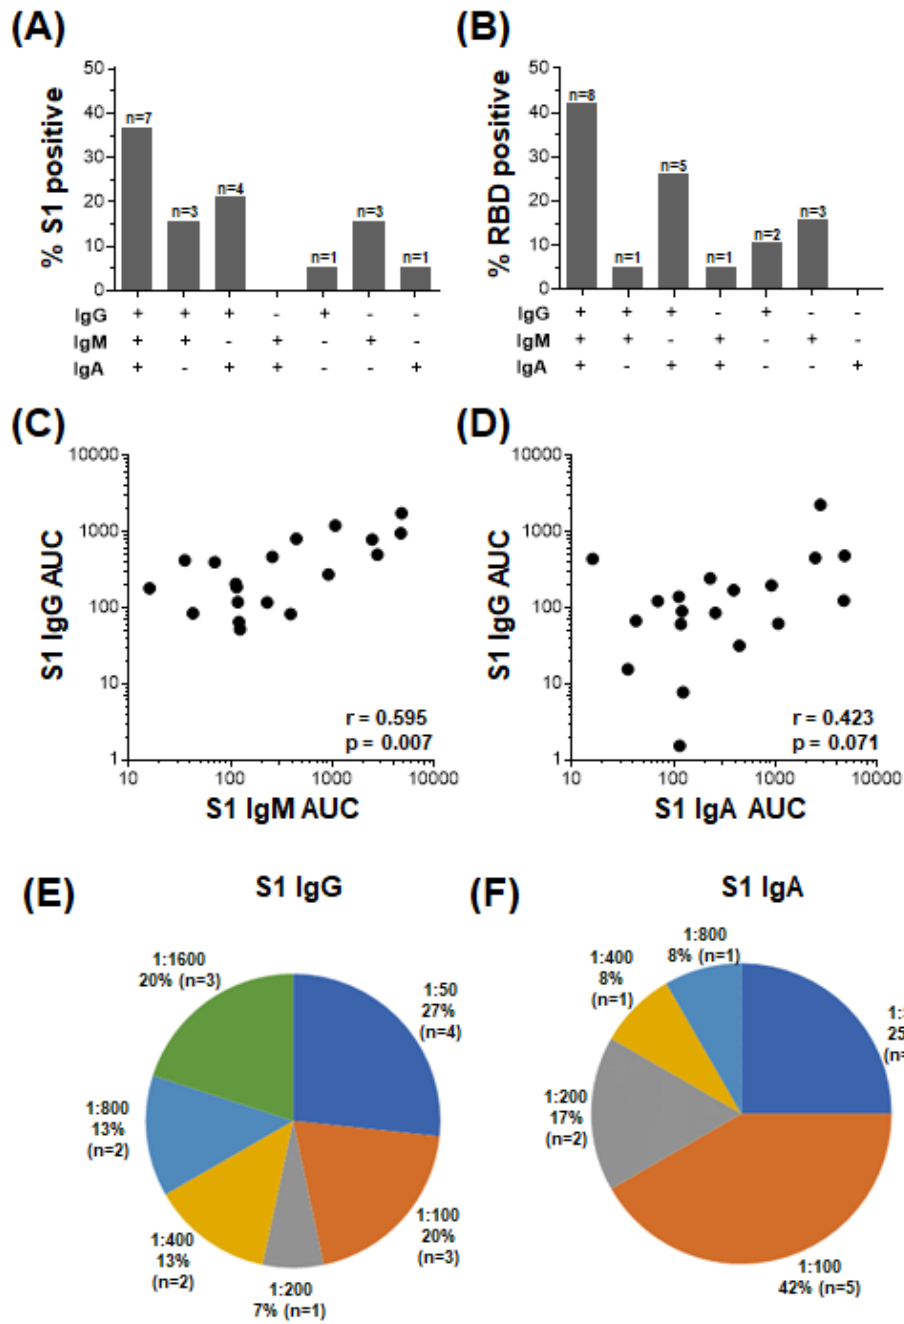 (A)
% S1 positive
50
40
30
20
10
0
n=7
n=3
n=4
n=1
n=3
n=1
IgG + + + - + - -
IgM + + - + - + -
IgA + - + + - - +
(B)
% RBD positive
50
40
30
20
10
0
n=8
n=1
n=5
n=1
n=2
n=3
IgG + + + - + - -
IgM + + - + - + -
IgA + - + + - - +
(C)
S1 IgG AUC
10000
1000
100
10
1
r = 0.595
p = 0.007
10 100 1000 10000
S1 IgM AUC
(D)
S1 IgG AUC
10000
1000
100
10
1
r = 0.423
p = 0.071
10 100 1000 10000
S1 IgA AUC
(E)
S1 IgG
1:1600
20% (n=3)
1:50
27%
(n=4)
1:800
13%
(n=2)
1:100
20%
(n=3)
1:400
13%
(n=2)
1:200
7% (n=1)
(F)
S1 IgA
1:800
8% (n=1)
1:400
8%
(n=1)
1:200
17%
(n=2)
1:100
42% (n=5)